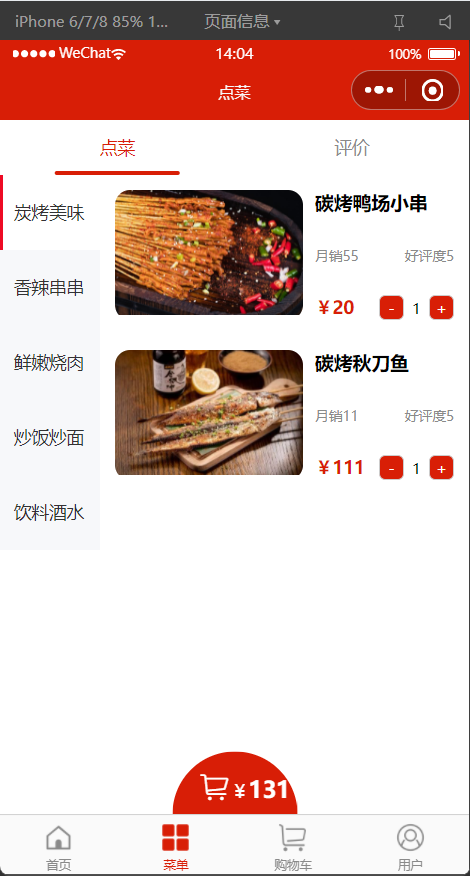 iPhone 6/7/8 85% 1... 页面信息
WeChat 14:04 100%
点菜
点菜 评价
炭烤美味
香辣串串
鲜嫩烧肉
炒饭炒面
饮料酒水
碳烤鸭场小串
月销55 好评度5
¥20 - 1 +
碳烤秋刀鱼
月销11 好评度5
¥111 - 1 +
¥131
首页 菜单 购物车 用户